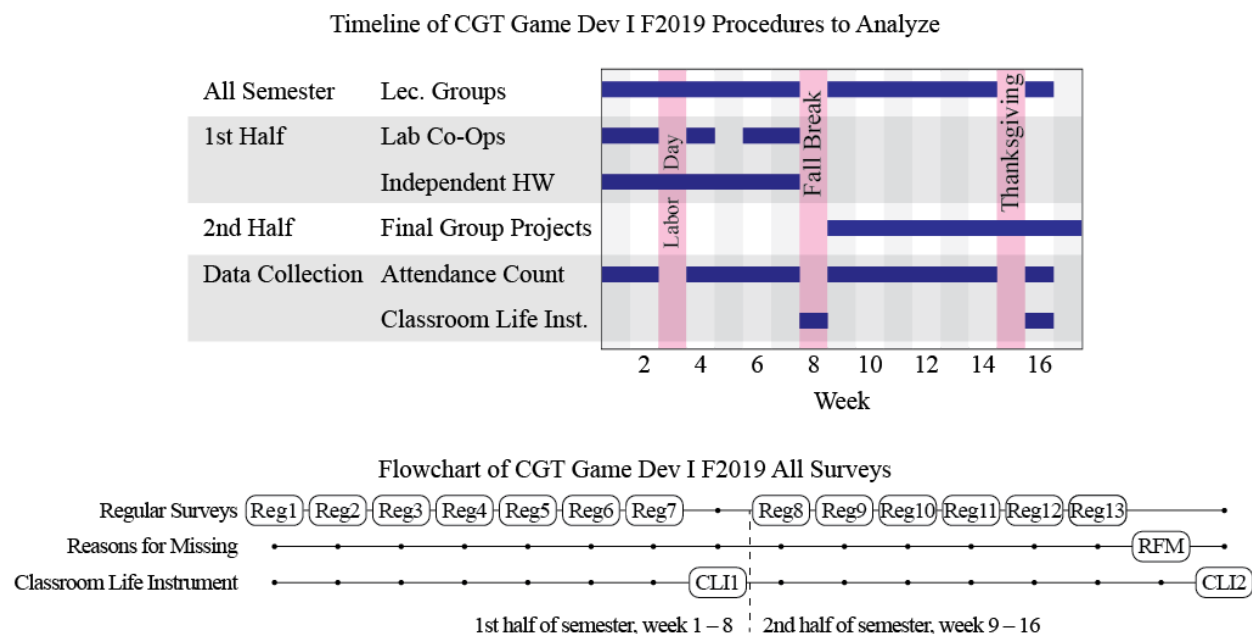 Timeline of CGT Game Dev I F2019 Procedures to Analyze
All Semester Lec. Groups
1st Half Lab Co-Ops
Independent HW
2nd Half Final Group Projects
Data Collection Attendance Count
Classroom Life Inst.
Labor Day
Fall Break
Thanksgiving
2 4 6 8 10 12 14 16
Week
Flowchart of CGT Game Dev I F2019 All Surveys
Regular Surveys Reg1 Reg2 Reg3 Reg4 Reg5 Reg6 Reg7 Reg8 Reg9 Reg10 Reg11 Reg12 Reg13
Reasons for Missing RFM
Classroom Life Instrument CLI1 CLI2
1st half of semester, week 1 – 8 2nd half of semester, week 9 – 16